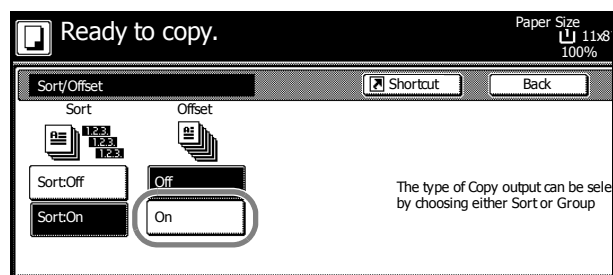 Ready to copy.
Paper Size
11x8
100%
Sort/Offset
Shortcut
Back
Sort
Offset
1.2.3.
1.2.3.
1.2.3.
Sort:Off
Off
Sort:On
On
The type of Copy output can be sele
by choosing either Sort or Group